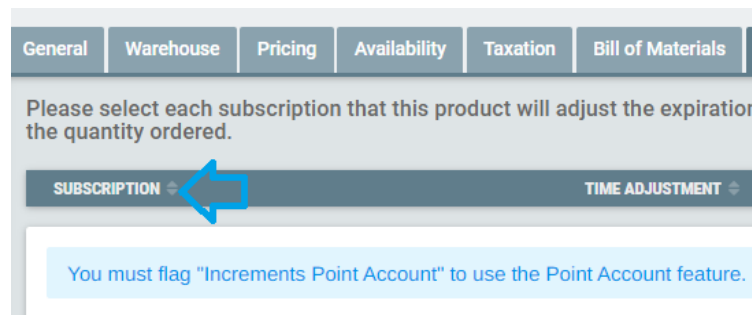 General Warehouse Pricing Availability Taxation Bill of Materials
Please select each subscription that this product will adjust the expiration
the quantity ordered.
SUBSCRIPTION TIME ADJUSTMENT
You must flag "Increments Point Account" to use the Point Account feature.